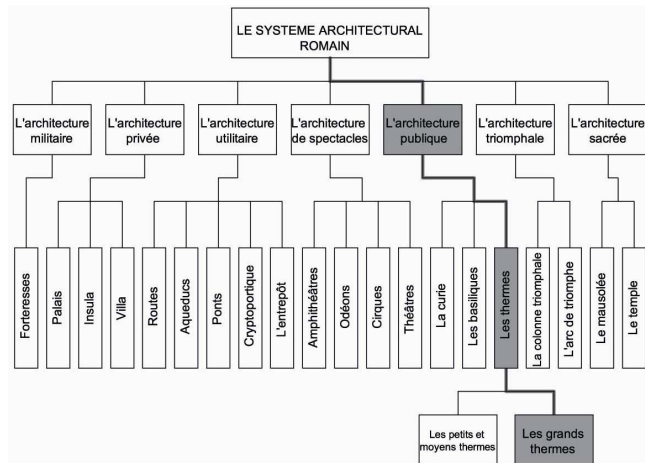 LE SYSTEME ARCHITECTURAL
ROMAIN
L'architecture
militaire
L'architecture
privée
L'architecture
utilitaire
L'architecture
de spectacles
L'architecture
publique
L'architecture
triomphale
L'architecture
sacrée
Forteresses
Palais
Insula
Villa
Routes
Aqueducs
Ponts
Cryptoportique
L'entrepôt
Amphithéâtres
Odéons
Cirques
Théâtres
La curie
Les basiliques
Les thermes
La colonne triomphale
L'arc de triomphe
Le mausolée
Le temple
Les petits et
moyens thermes
Les grands
thermes